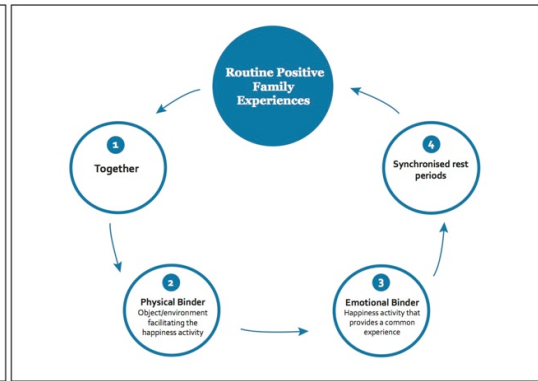 Routine Positive
Family
Experiences
1
Together
2
Physical Binder
Object/environment
facilitating the
happiness activity
3
Emotional Binder
Happiness activity that
provides a common
experience
4
Synchronised rest
periods